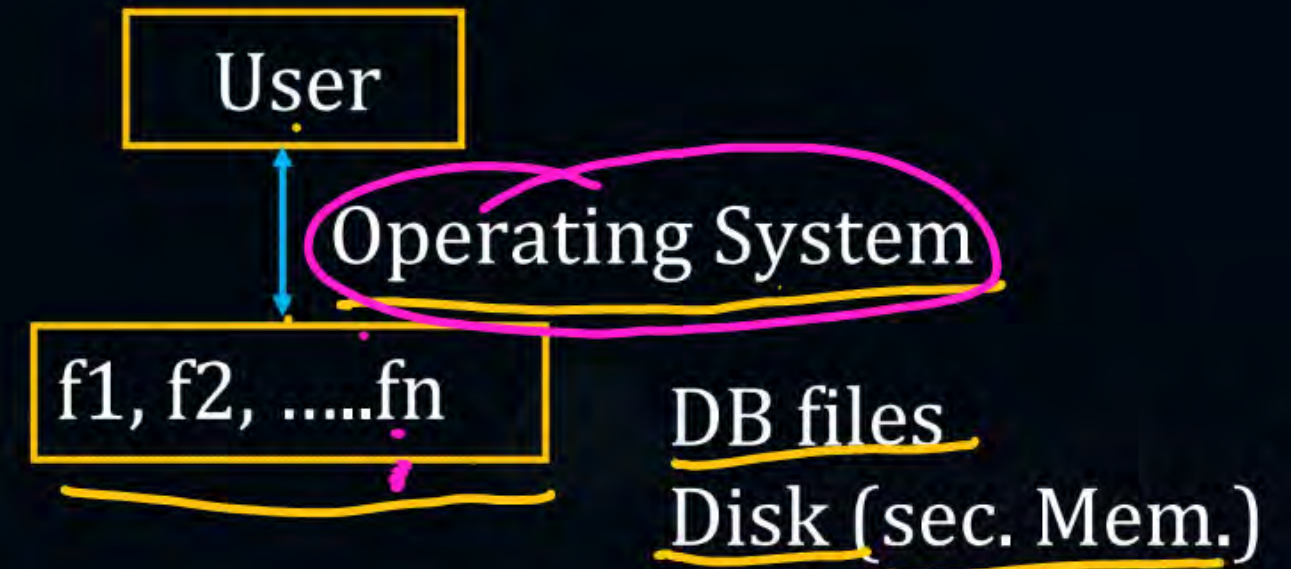 User
Operating System
f1, f2, .....fn
DB files
Disk (sec. Mem.)